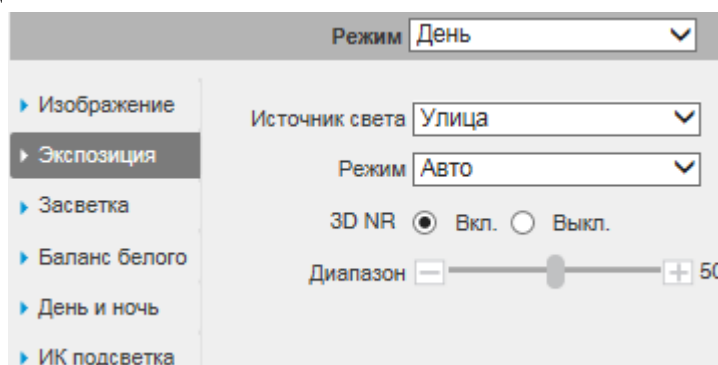 Режим День
Изображение
Источник света Улица
Экспозиция
Режим Авто
Засветка
3D NR Вкл. Выкл.
Баланс белого
Диапазон 50
День и ночь
ИК подсветка